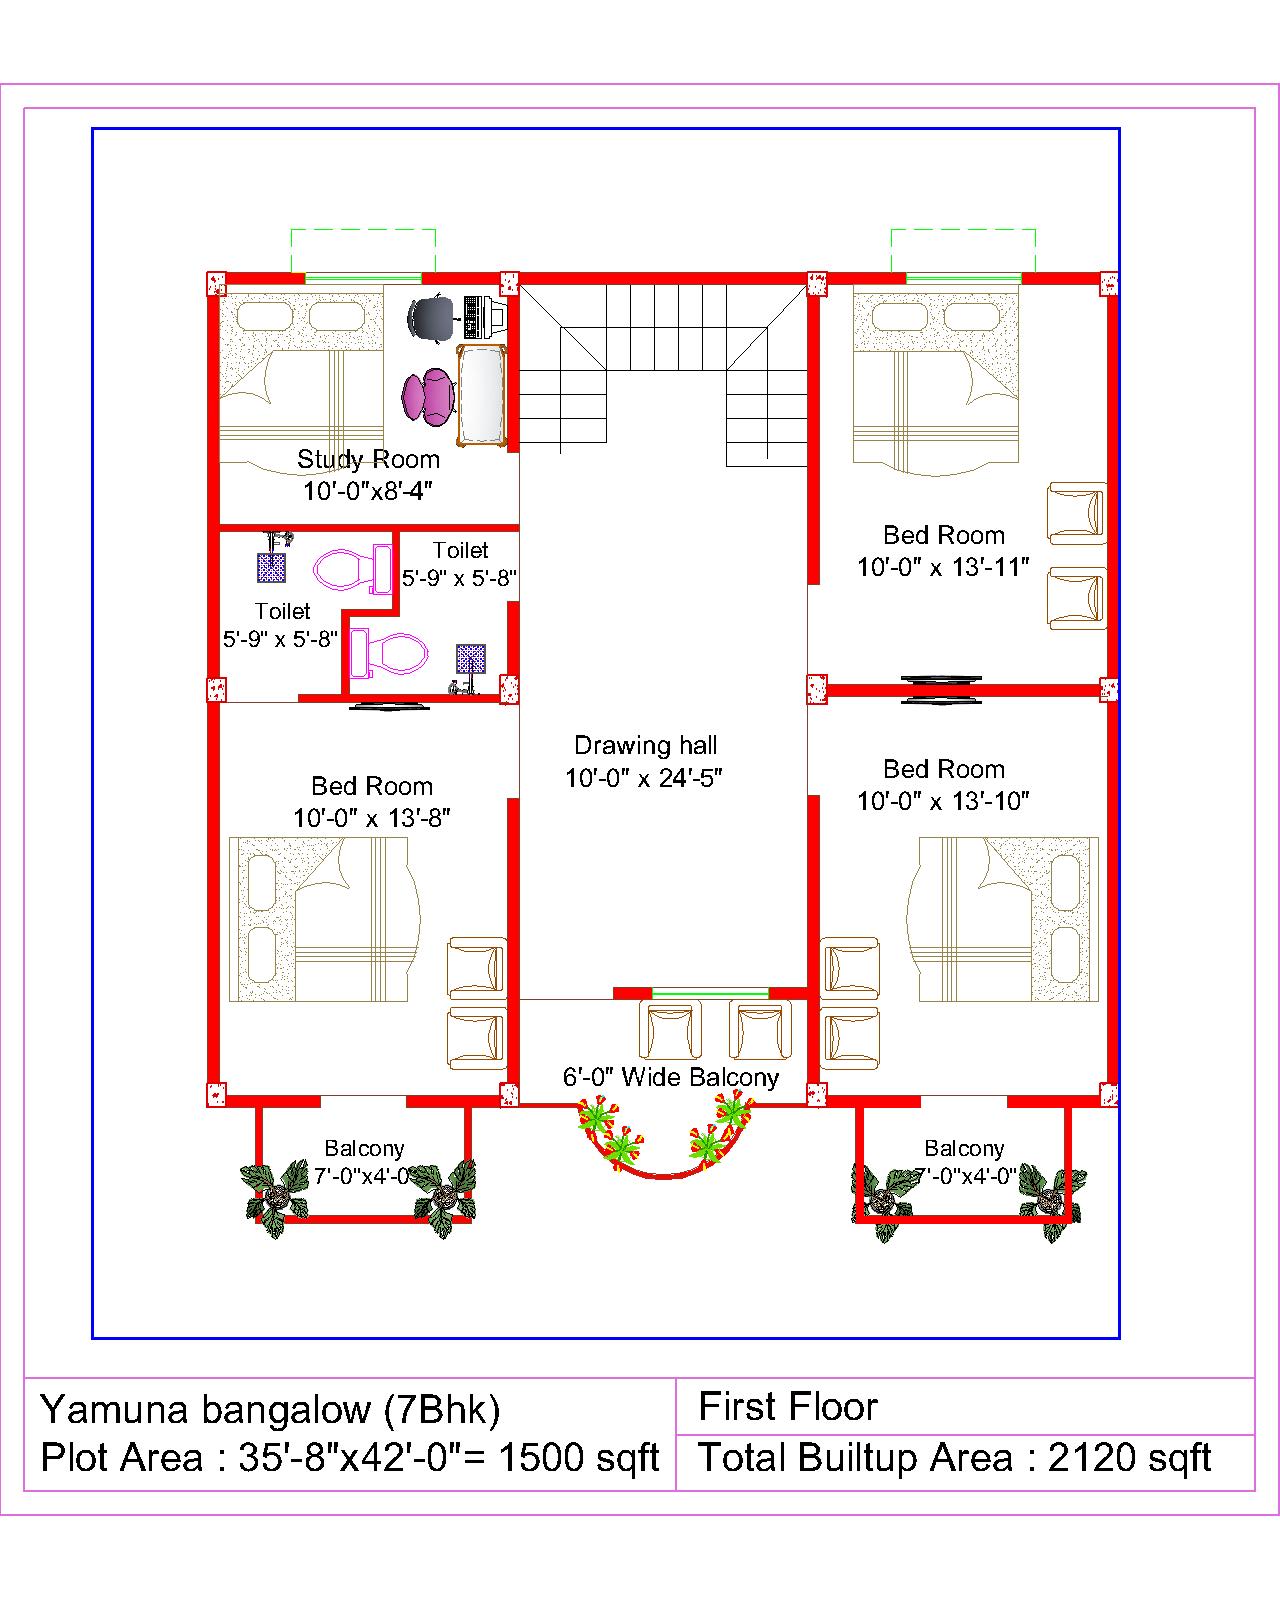 Study Room
10'-0"x8'-4"
Toilet
5'-9" x 5'-8"
Toilet
5'-9" x 5'-8"
Bed Room
10'-0" x 13'-11"
Drawing hall
10'-0" x 24'-5"
Bed Room
10'-0" x 13'-8"
Bed Room
10'-0" x 13'-10"
6'-0" Wide Balcony
Balcony
7'-0"x4'-0
Balcony
7'-0"x4'-0"
Yamuna bangalow (7Bhk)
Plot Area : 35'-8"x42'-0"= 1500 sqft
First Floor
Total Builtup Area : 2120 sqft